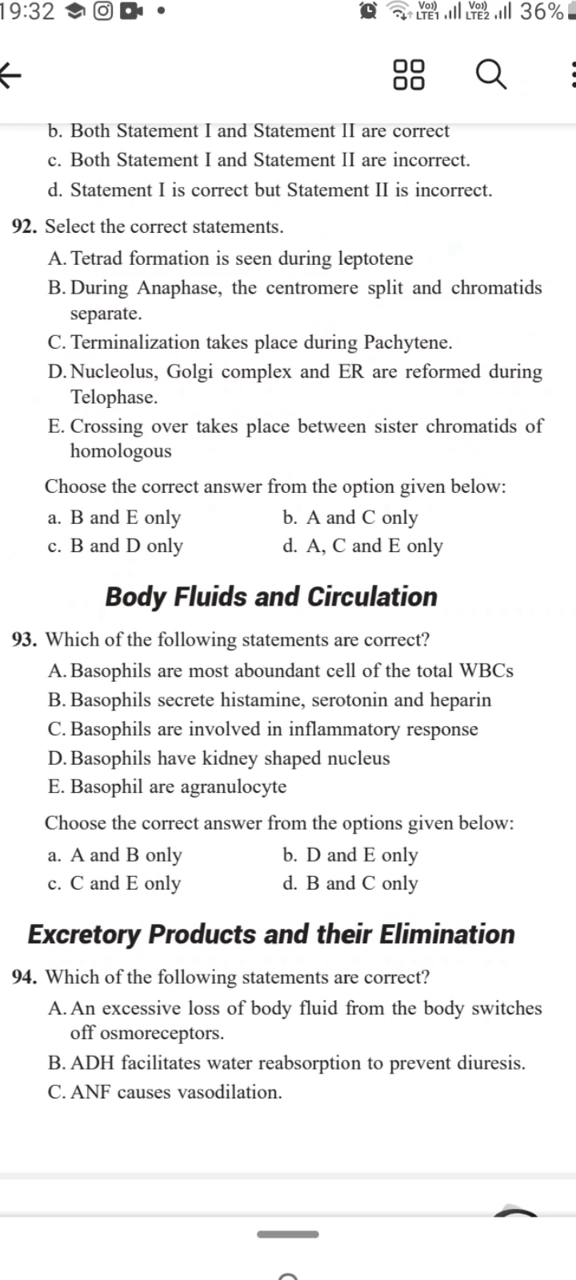 19:32
Vo)) LTE1 Vo)) LTE2 36%
b. Both Statement I and Statement II are correct
c. Both Statement I and Statement II are incorrect.
d. Statement I is correct but Statement II is incorrect.
92. Select the correct statements.
A. Tetrad formation is seen during leptotene
B. During Anaphase, the centromere split and chromatids
separate.
C. Terminalization takes place during Pachytene.
D. Nucleolus, Golgi complex and ER are reformed during
Telophase.
E. Crossing over takes place between sister chromatids of
homologous
Choose the correct answer from the option given below:
a. B and E only b. A and C only
c. B and D only d. A, C and E only
Body Fluids and Circulation
93. Which of the following statements are correct?
A. Basophils are most aboundant cell of the total WBCs
B. Basophils secrete histamine, serotonin and heparin
C. Basophils are involved in inflammatory response
D. Basophils have kidney shaped nucleus
E. Basophil are agranulocyte
Choose the correct answer from the options given below:
a. A and B only b. D and E only
c. C and E only d. B and C only
Excretory Products and their Elimination
94. Which of the following statements are correct?
A. An excessive loss of body fluid from the body switches
off osmoreceptors.
B. ADH facilitates water reabsorption to prevent diuresis.
C. ANF causes vasodilation.